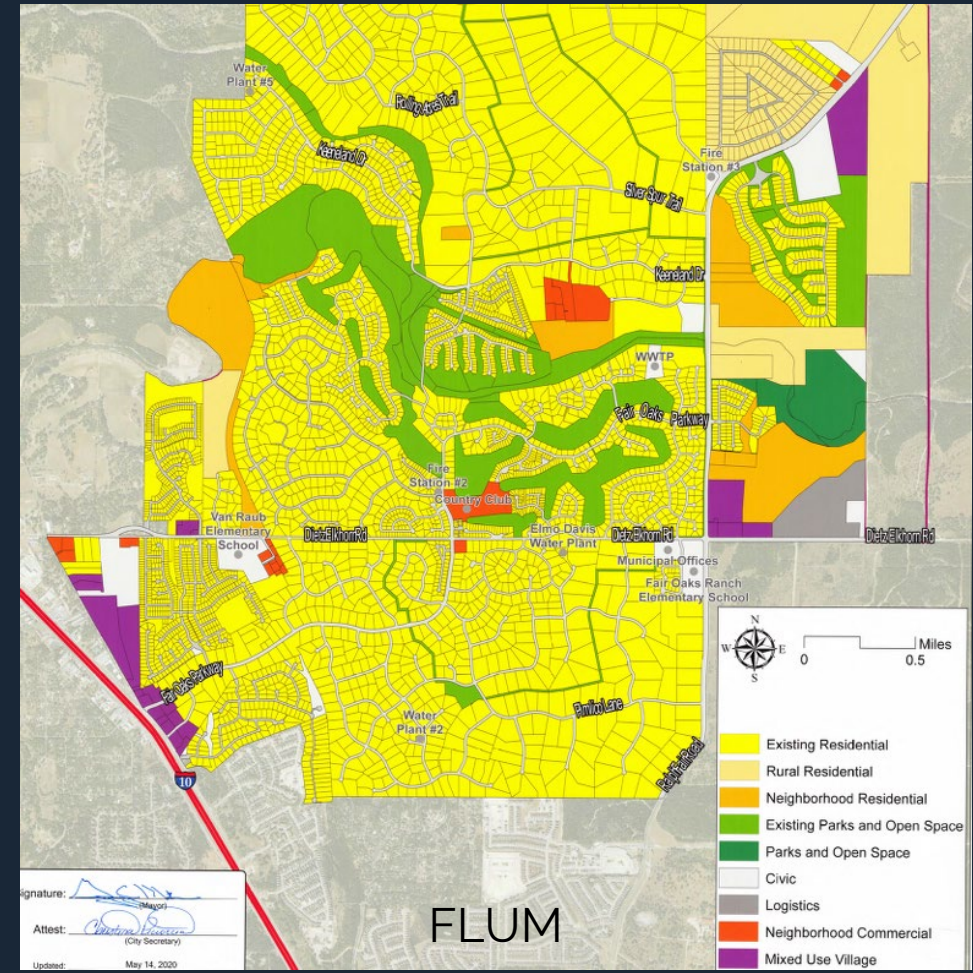 Water
Plant #5
Rolling Acres Trail
Keeneland Dr
Fire
Station #3
Silver Spur Trail
Keeneland Dr
WWTP
Fair Oaks Parkway
Fire
Station #2
Country Club
Van Raub
Elementary
School
Dietz Elkhorn Rd
Elmo Davis
Water Plant
Dietz Elkhorn Rd
Dietz Elkhorn Rd
Municipal Offices
Fair Oaks Ranch
Elementary School
Fair Oaks Parkway
Water
Plant #2
Pimlico Lane
Ralph Fair Road
10
N
W E
S
Miles
0 0.5
Existing Residential
Rural Residential
Neighborhood Residential
Existing Parks and Open Space
Parks and Open Space
Civic
Logistics
Neighborhood Commercial
Mixed Use Village
ignature:
(Mayor)
Attest:
(City Secretary)
Updated: May 14, 2020
FLUM